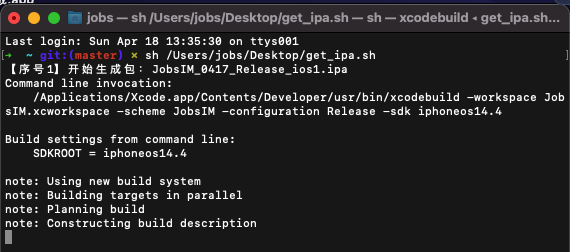 jobs — sh /Users/jobs/Desktop/get_ipa.sh — sh — xcodebuild ◂ get_ipa.sh...
Last login: Sun Apr 18 13:35:30 on ttys001
[→ ~ git:(master) × sh /Users/jobs/Desktop/get_ipa.sh
【序号1】开始生成包: JobsIM_0417_Release_ios1.ipa
Command line invocation:
    /Applications/Xcode.app/Contents/Developer/usr/bin/xcodebuild -workspace Job
sIM.xcworkspace -scheme JobsIM -configuration Release -sdk iphoneos14.4

Build settings from command line:
    SDKROOT = iphoneos14.4

note: Using new build system
note: Building targets in parallel
note: Planning build
note: Constructing build description